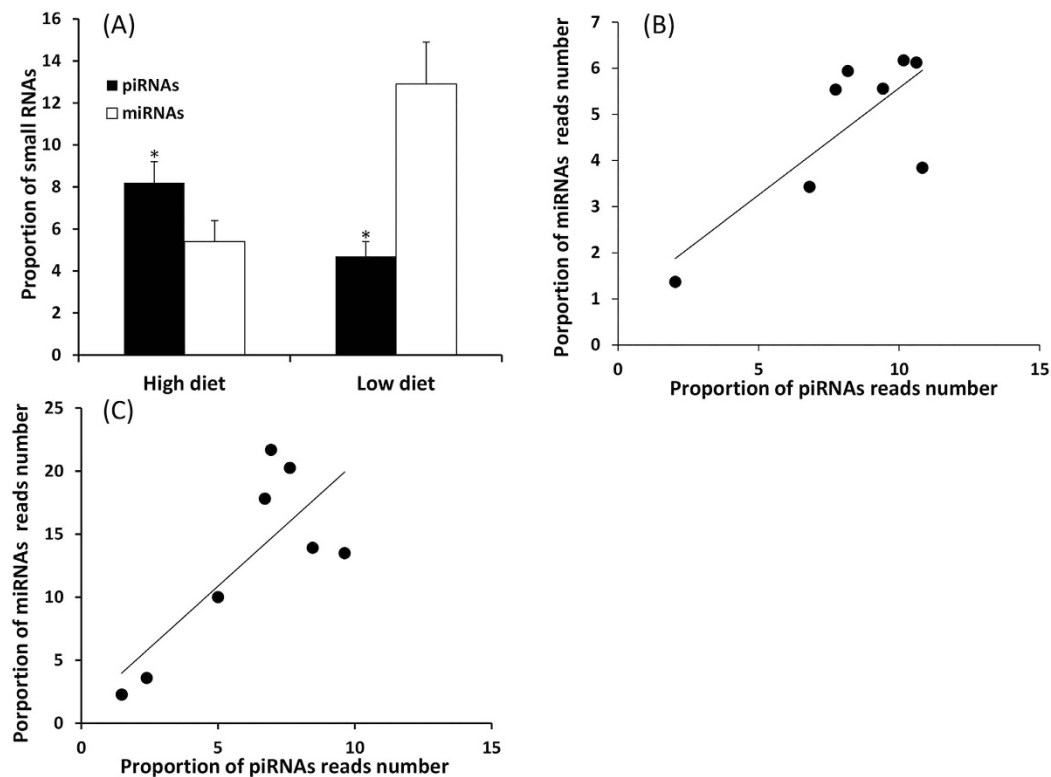 (A)
Proportion of small RNAs
16
14
12
10
8
6
4
2
0
piRNAs
miRNAs
*
*
High diet
Low diet
(B)
Porportion of miRNAs reads number
7
6
5
4
3
2
1
0
0
5
10
15
Proportion of piRNAs reads number
(C)
Porportion of miRNAs reads number
25
20
15
10
5
0
0
5
10
15
Proportion of piRNAs reads number